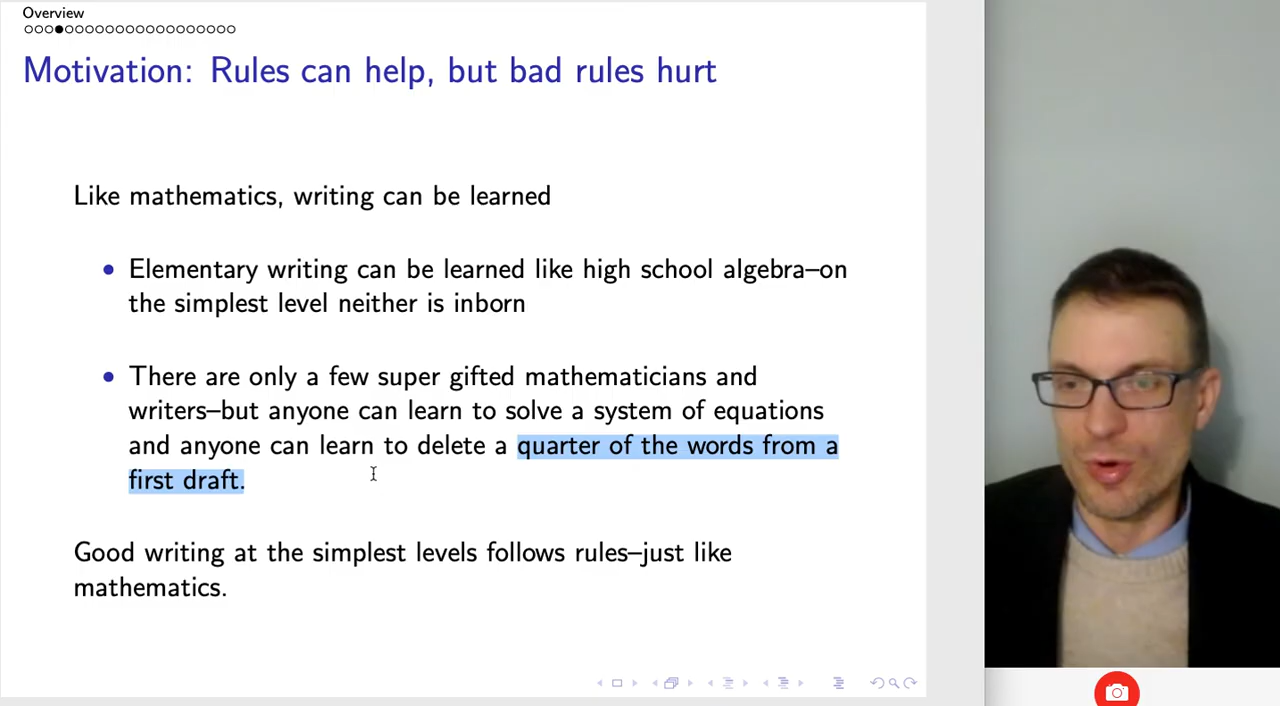 Overview
Motivation: Rules can help, but bad rules hurt
Like mathematics, writing can be learned
Elementary writing can be learned like high school algebra–on
the simplest level neither is inborn
There are only a few super gifted mathematicians and
writers–but anyone can learn to solve a system of equations
and anyone can learn to delete a quarter of the words from a
first draft.
Good writing at the simplest levels follows rules–just like
mathematics.